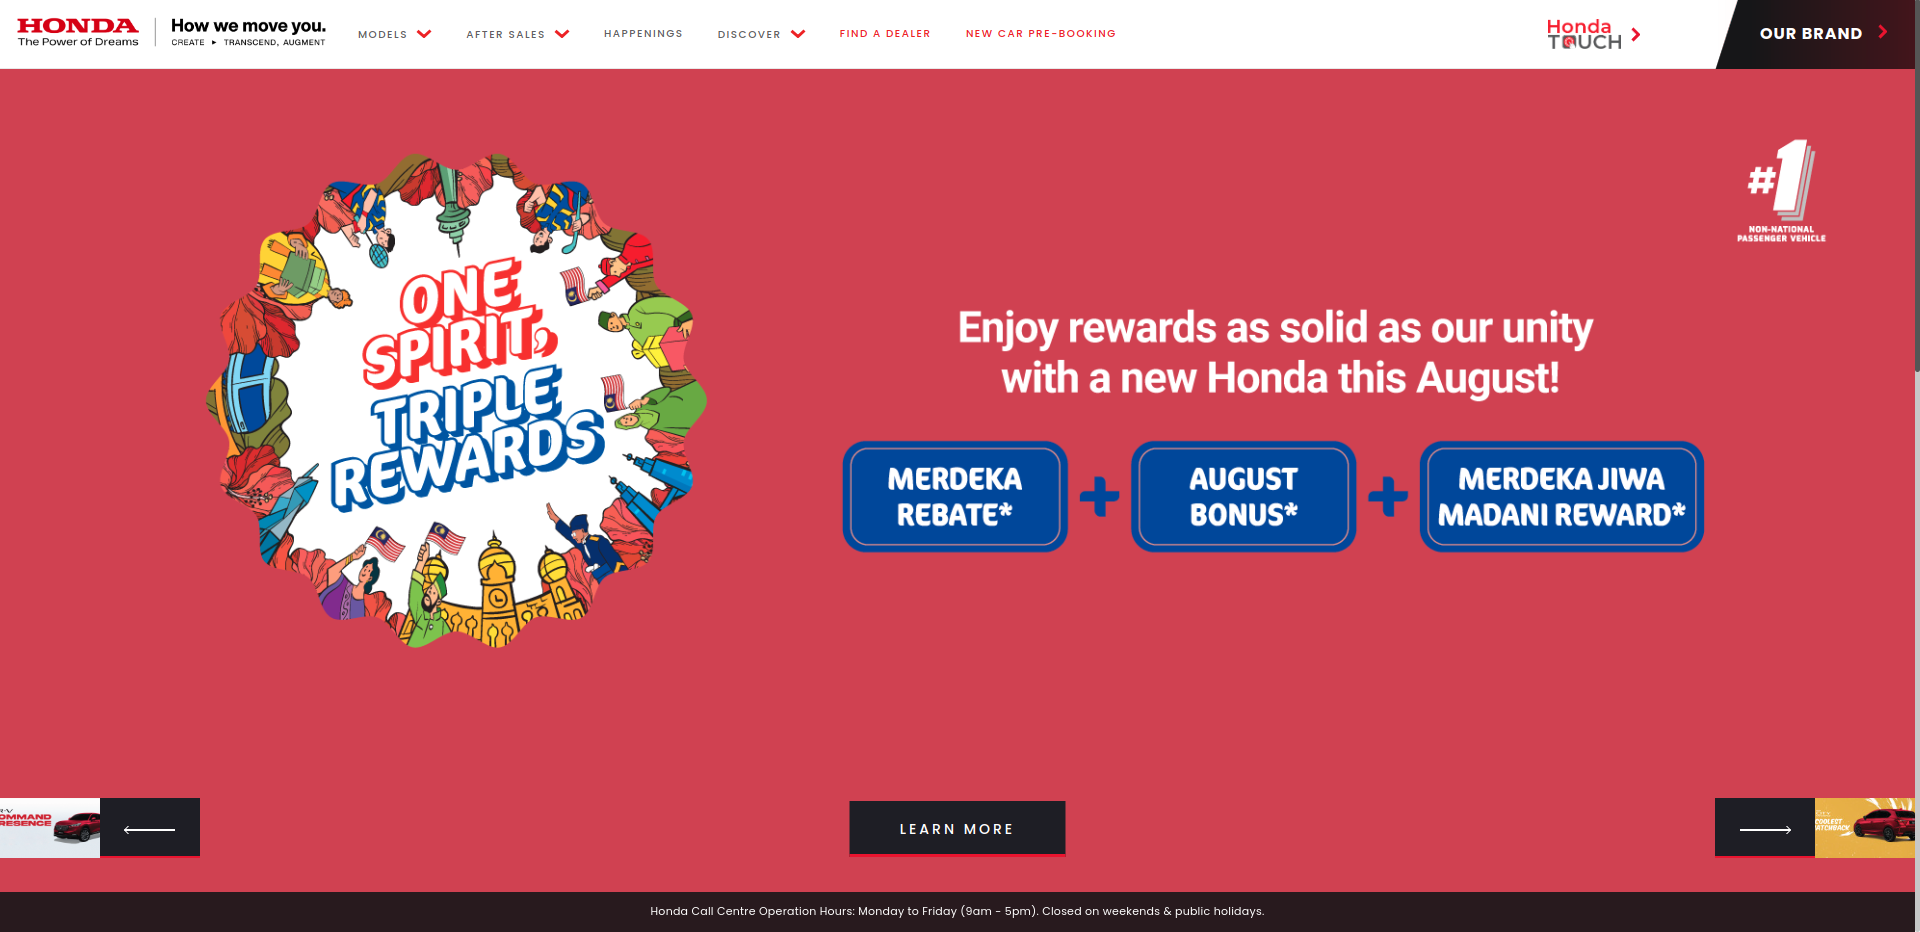 HONDA
The Power of Dreams
How we move you.
CREATE ► TRANSCEND, AUGMENT
MODELS
AFTER SALES
HAPPENINGS
DISCOVER
FIND A DEALER
NEW CAR PRE-BOOKING
Honda
TOUCH
OUR BRAND
#1
NON-NATIONAL
PASSENGER VEHICLE
ONE
SPIRIT,
TRIPLE
REWARDS
Enjoy rewards as solid as our unity
with a new Honda this August!
MERDEKA
REBATE*
+
AUGUST
BONUS*
+
MERDEKA JIWA
MADANI REWARD*
OMMAND
RESENCE
LEARN MORE
COOLEST
ATCHBACK
Honda Call Centre Operation Hours: Monday to Friday (9am - 5pm). Closed on weekends & public holidays.